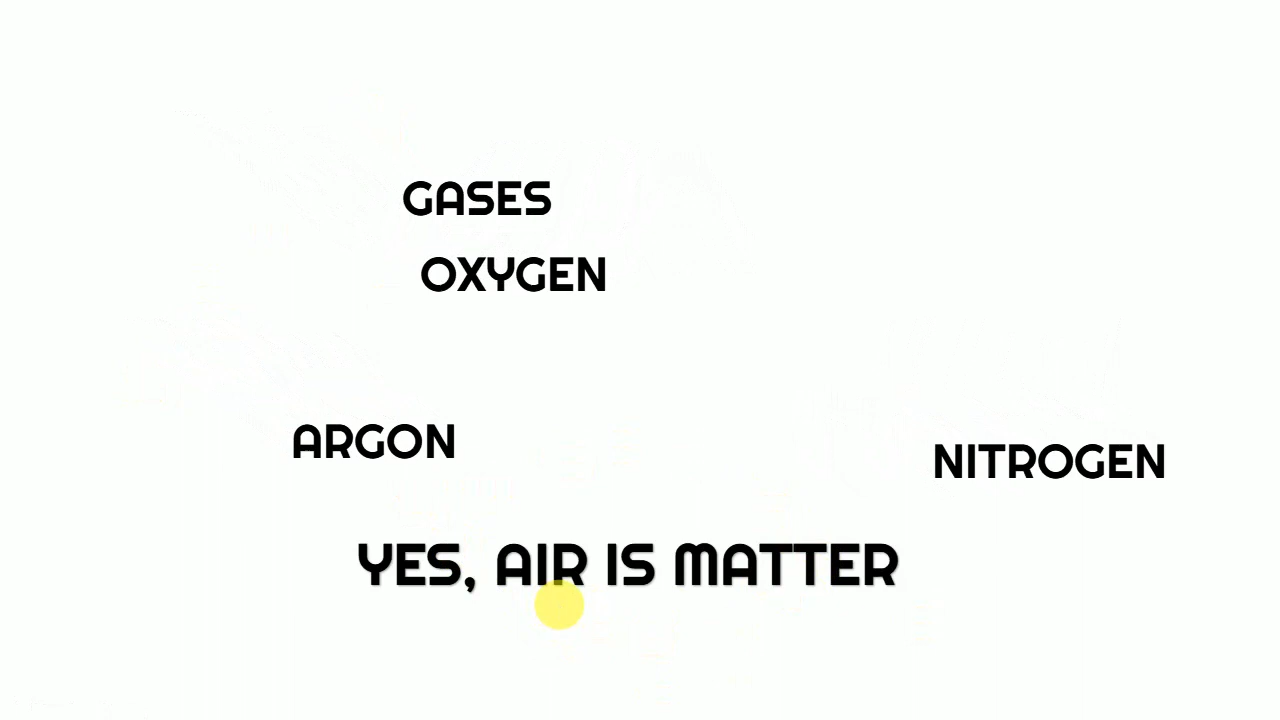 GASES
OXYGEN
ARGON
NITROGEN
YES, AIR IS MATTER